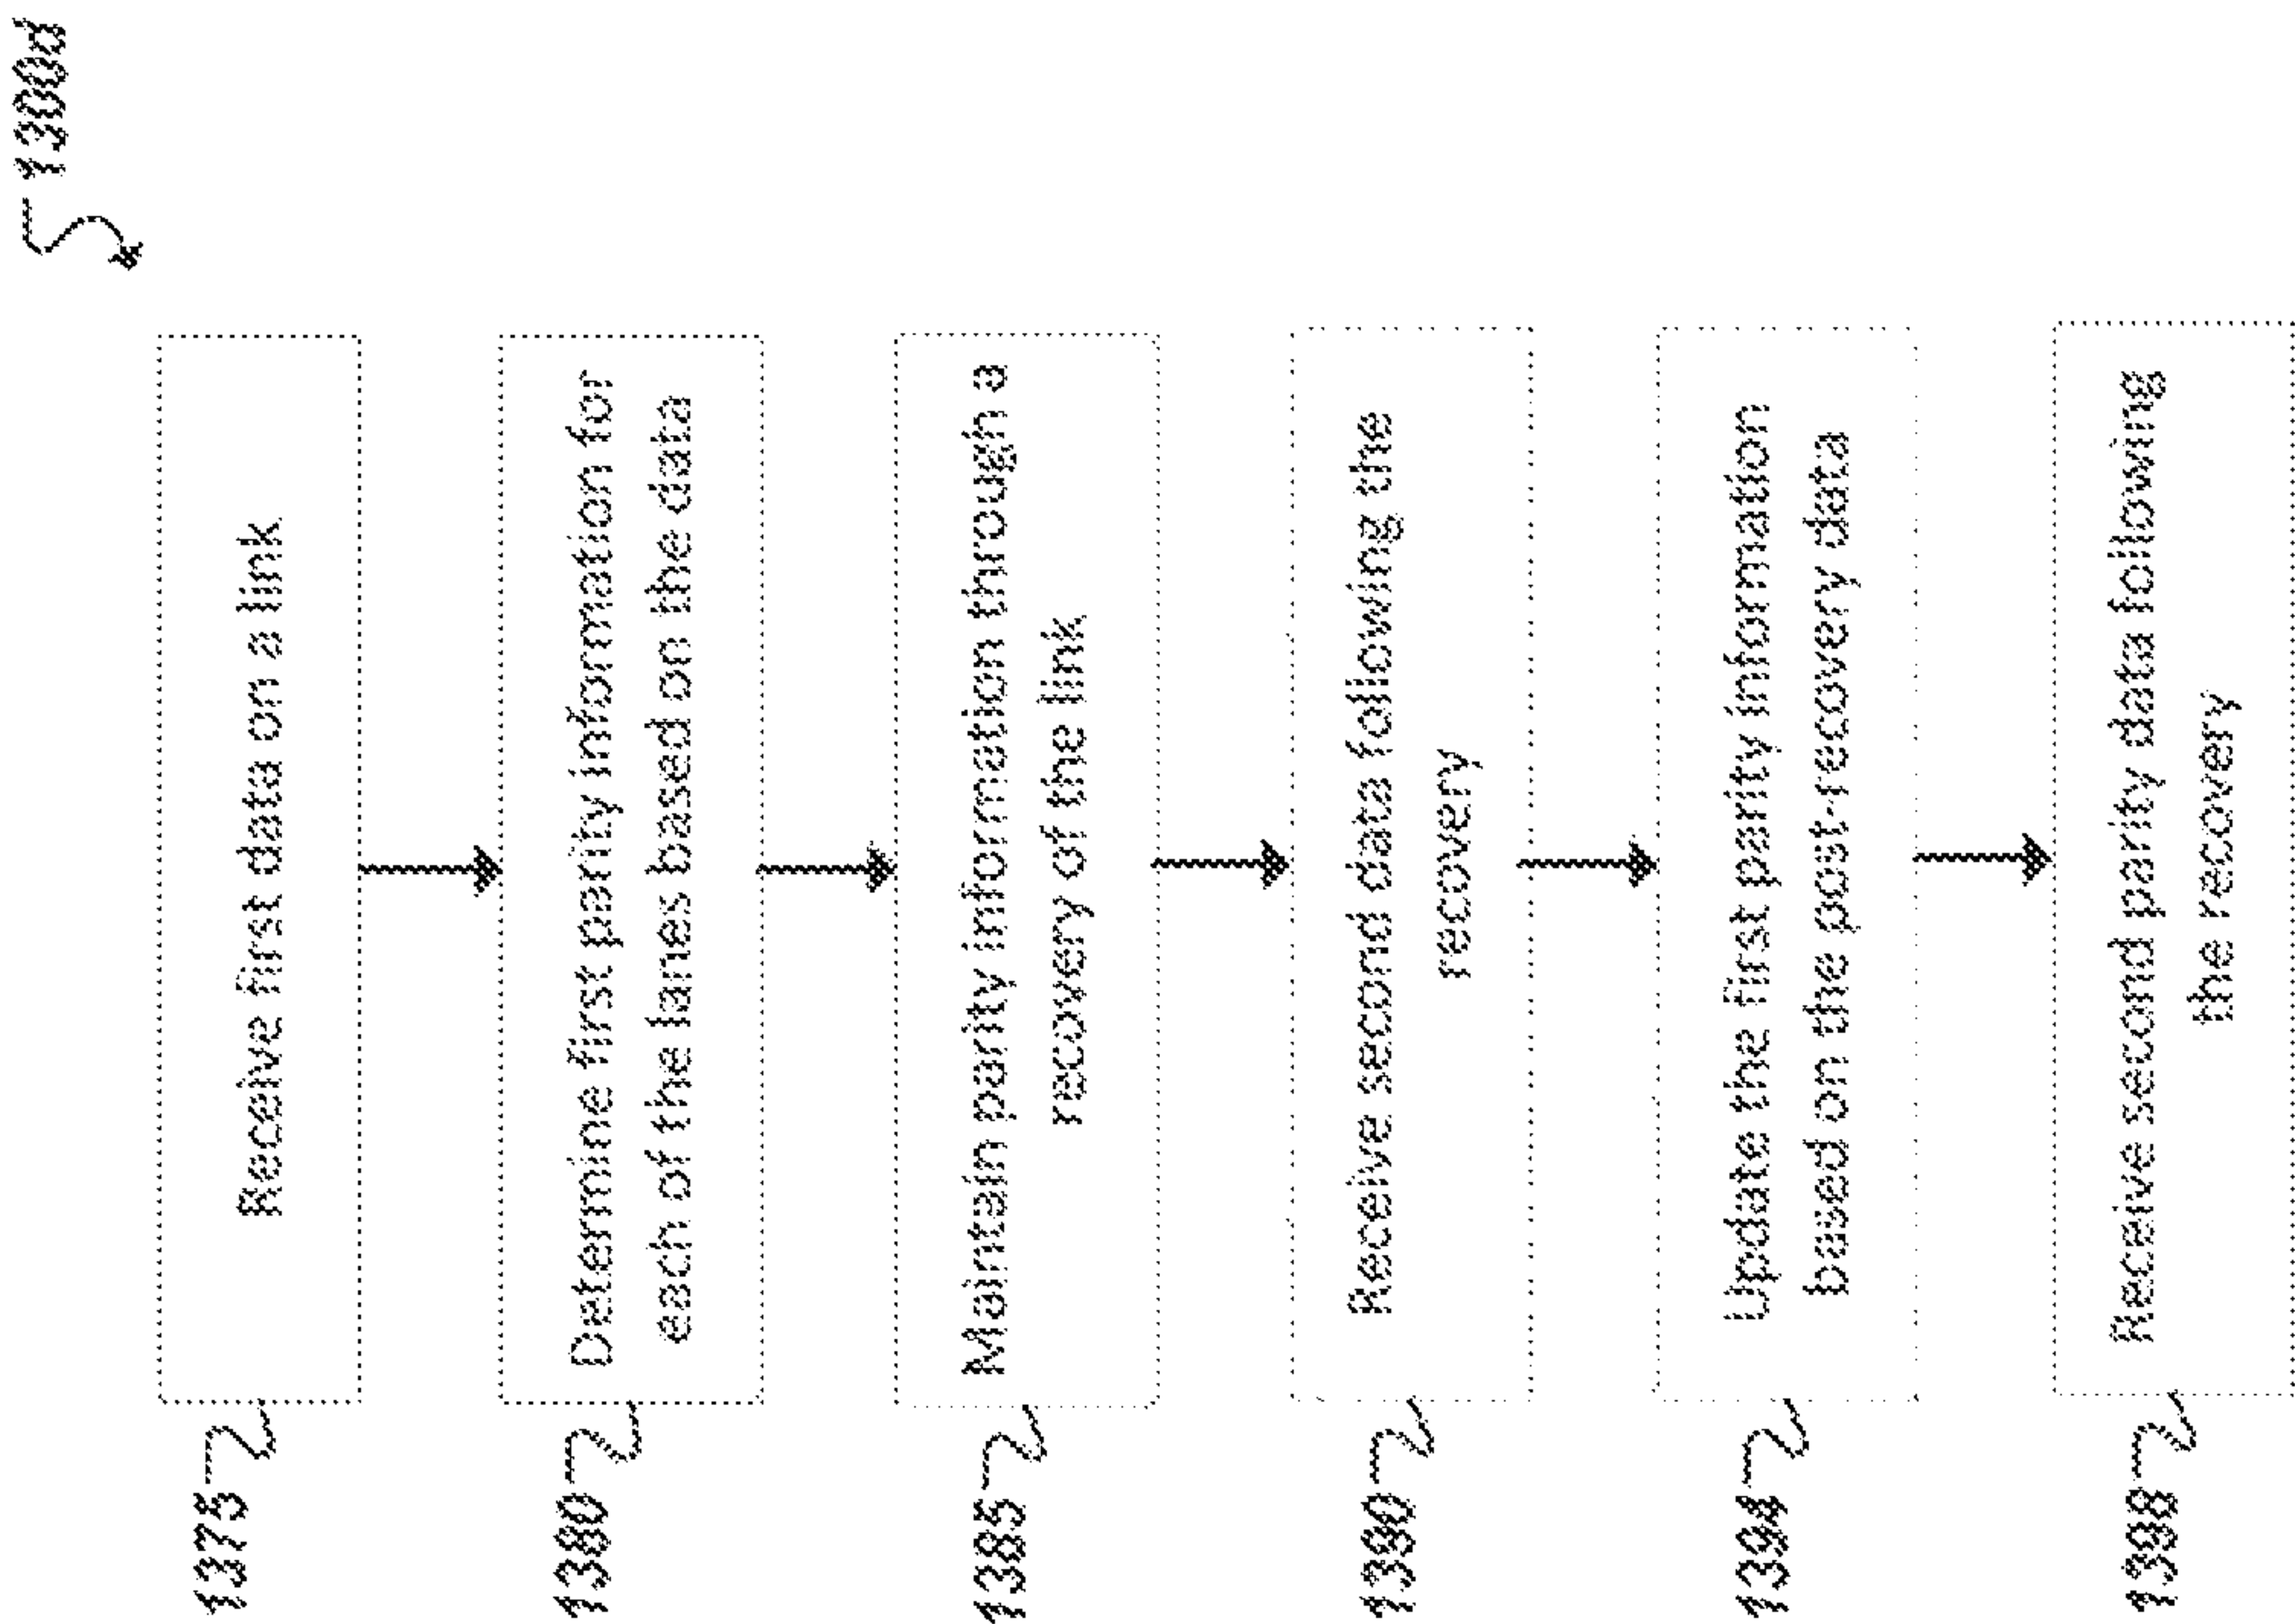 1300d
1375
Receive first data on a link
1380
Determine first parity information for
each of the lanes based on the data
1385
Maintain parity information through a
recovery of the link
1390
Receive second data following the
recovery
1394
Update the first parity information
based on the post-recovery data
1398
Receive second parity data following
the recovery